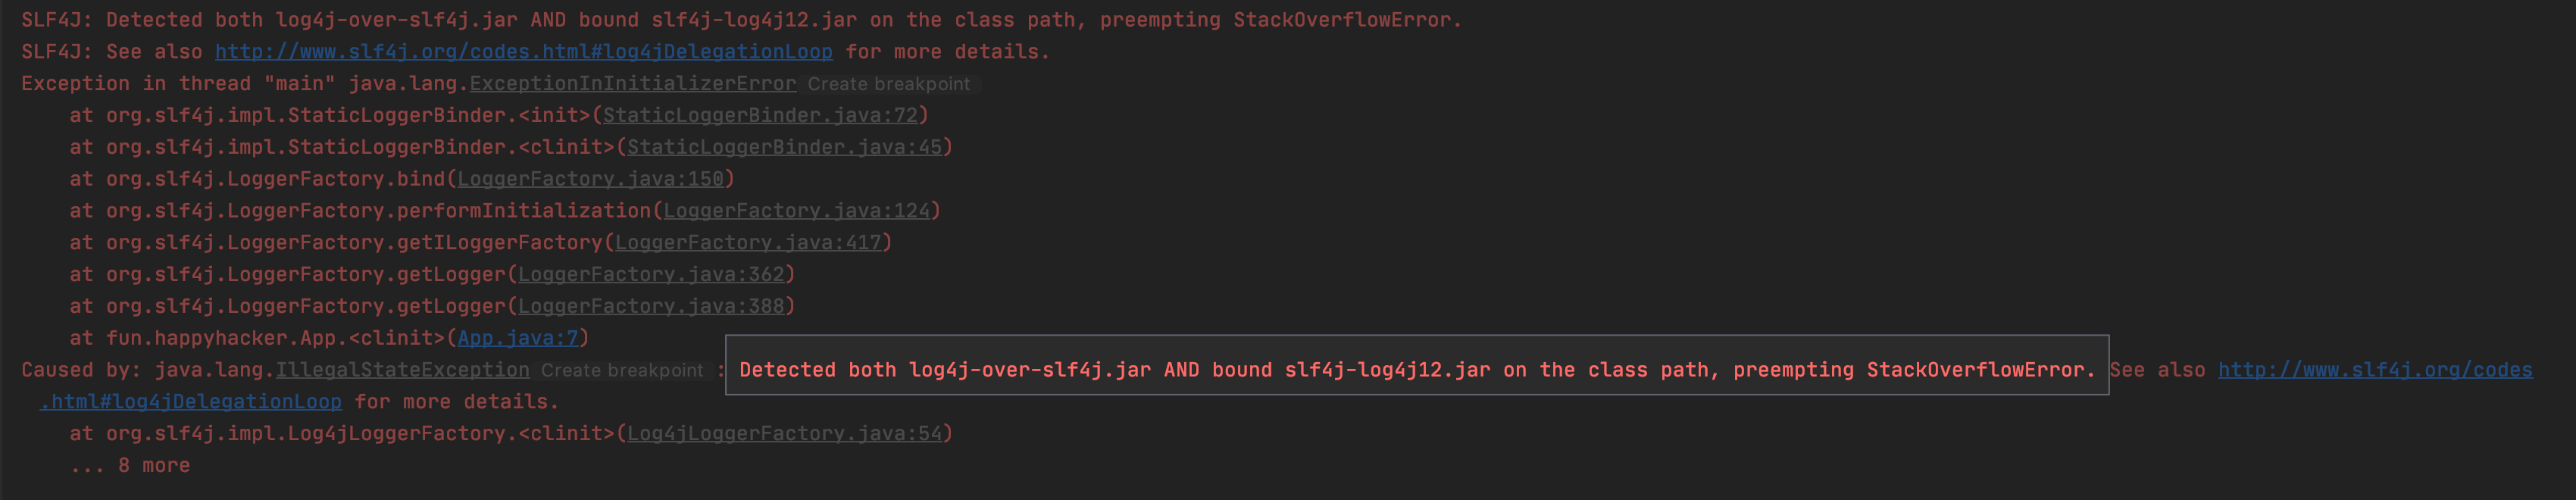 SLF4J: Detected both log4j-over-slf4j.jar AND bound slf4j-log4j12.jar on the class path, preempting StackOverflowError.
SLF4J: See also http://www.slf4j.org/codes.html#log4jDelegationLoop for more details.
Exception in thread "main" java.lang.ExceptionInInitializerError Create breakpoint
at org.slf4j.impl.StaticLoggerBinder.<init>(StaticLoggerBinder.java:72)
at org.slf4j.impl.StaticLoggerBinder.<clinit>(StaticLoggerBinder.java:45)
at org.slf4j.LoggerFactory.bind(LoggerFactory.java:150)
at org.slf4j.LoggerFactory.performInitialization(LoggerFactory.java:124)
at org.slf4j.LoggerFactory.getILoggerFactory(LoggerFactory.java:417)
at org.slf4j.LoggerFactory.getLogger(LoggerFactory.java:362)
at org.slf4j.LoggerFactory.getLogger(LoggerFactory.java:388)
at fun.happyhacker.App.<clinit>(App.java:7)
Caused by: java.lang.IllegalStateException Create breakpoint : Detected both log4j-over-slf4j.jar AND bound slf4j-log4j12.jar on the class path, preempting StackOverflowError. See also http://www.slf4j.org/codes
.html#log4jDelegationLoop for more details.
at org.slf4j.impl.Log4jLoggerFactory.<clinit>(Log4jLoggerFactory.java:54)
... 8 more